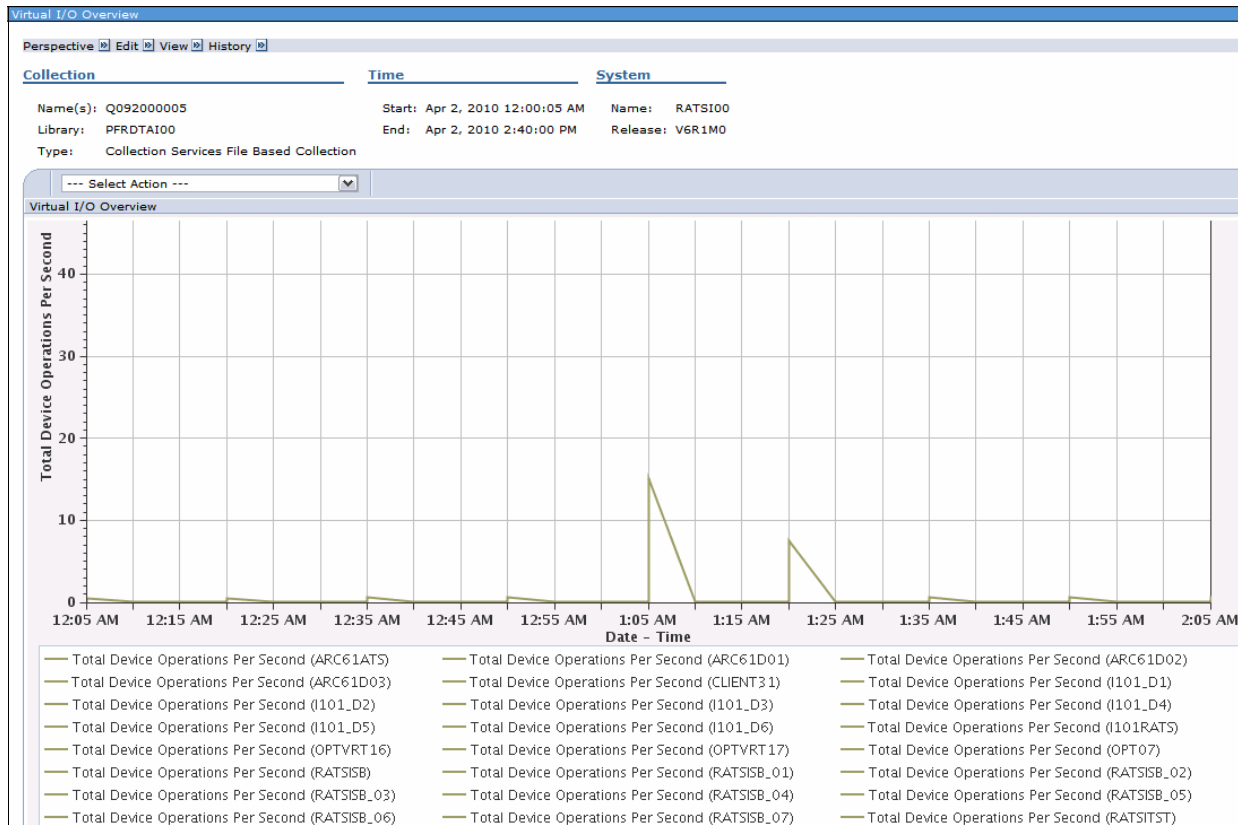 Virtual I/O Overview
Perspective Edit View History
Collection Time System
Name(s): Q092000005 Start: Apr 2, 2010 12:00:05 AM Name: RATSI00
Library: PFRDTAI00 End: Apr 2, 2010 2:40:00 PM Release: V6R1M0
Type: Collection Services File Based Collection
--- Select Action ---
Virtual I/O Overview
Total Device Operations Per Second
40
30
20
10
0
12:05 AM 12:15 AM 12:25 AM 12:35 AM 12:45 AM 12:55 AM 1:05 AM 1:15 AM 1:25 AM 1:35 AM 1:45 AM 1:55 AM 2:05 AM
Date - Time
Total Device Operations Per Second (ARC61ATS) Total Device Operations Per Second (ARC61D01) Total Device Operations Per Second (ARC61D02)
Total Device Operations Per Second (ARC61D03) Total Device Operations Per Second (CLIENT31) Total Device Operations Per Second (I101_D1)
Total Device Operations Per Second (I101_D2) Total Device Operations Per Second (I101_D3) Total Device Operations Per Second (I101_D4)
Total Device Operations Per Second (I101_D5) Total Device Operations Per Second (I101_D6) Total Device Operations Per Second (I101RATS)
Total Device Operations Per Second (OPTVRT16) Total Device Operations Per Second (OPTVRT17) Total Device Operations Per Second (OPT07)
Total Device Operations Per Second (RATSISB) Total Device Operations Per Second (RATSISB_01) Total Device Operations Per Second (RATSISB_02)
Total Device Operations Per Second (RATSISB_03) Total Device Operations Per Second (RATSISB_04) Total Device Operations Per Second (RATSISB_05)
Total Device Operations Per Second (RATSISB_06) Total Device Operations Per Second (RATSISB_07) Total Device Operations Per Second (RATSITST)